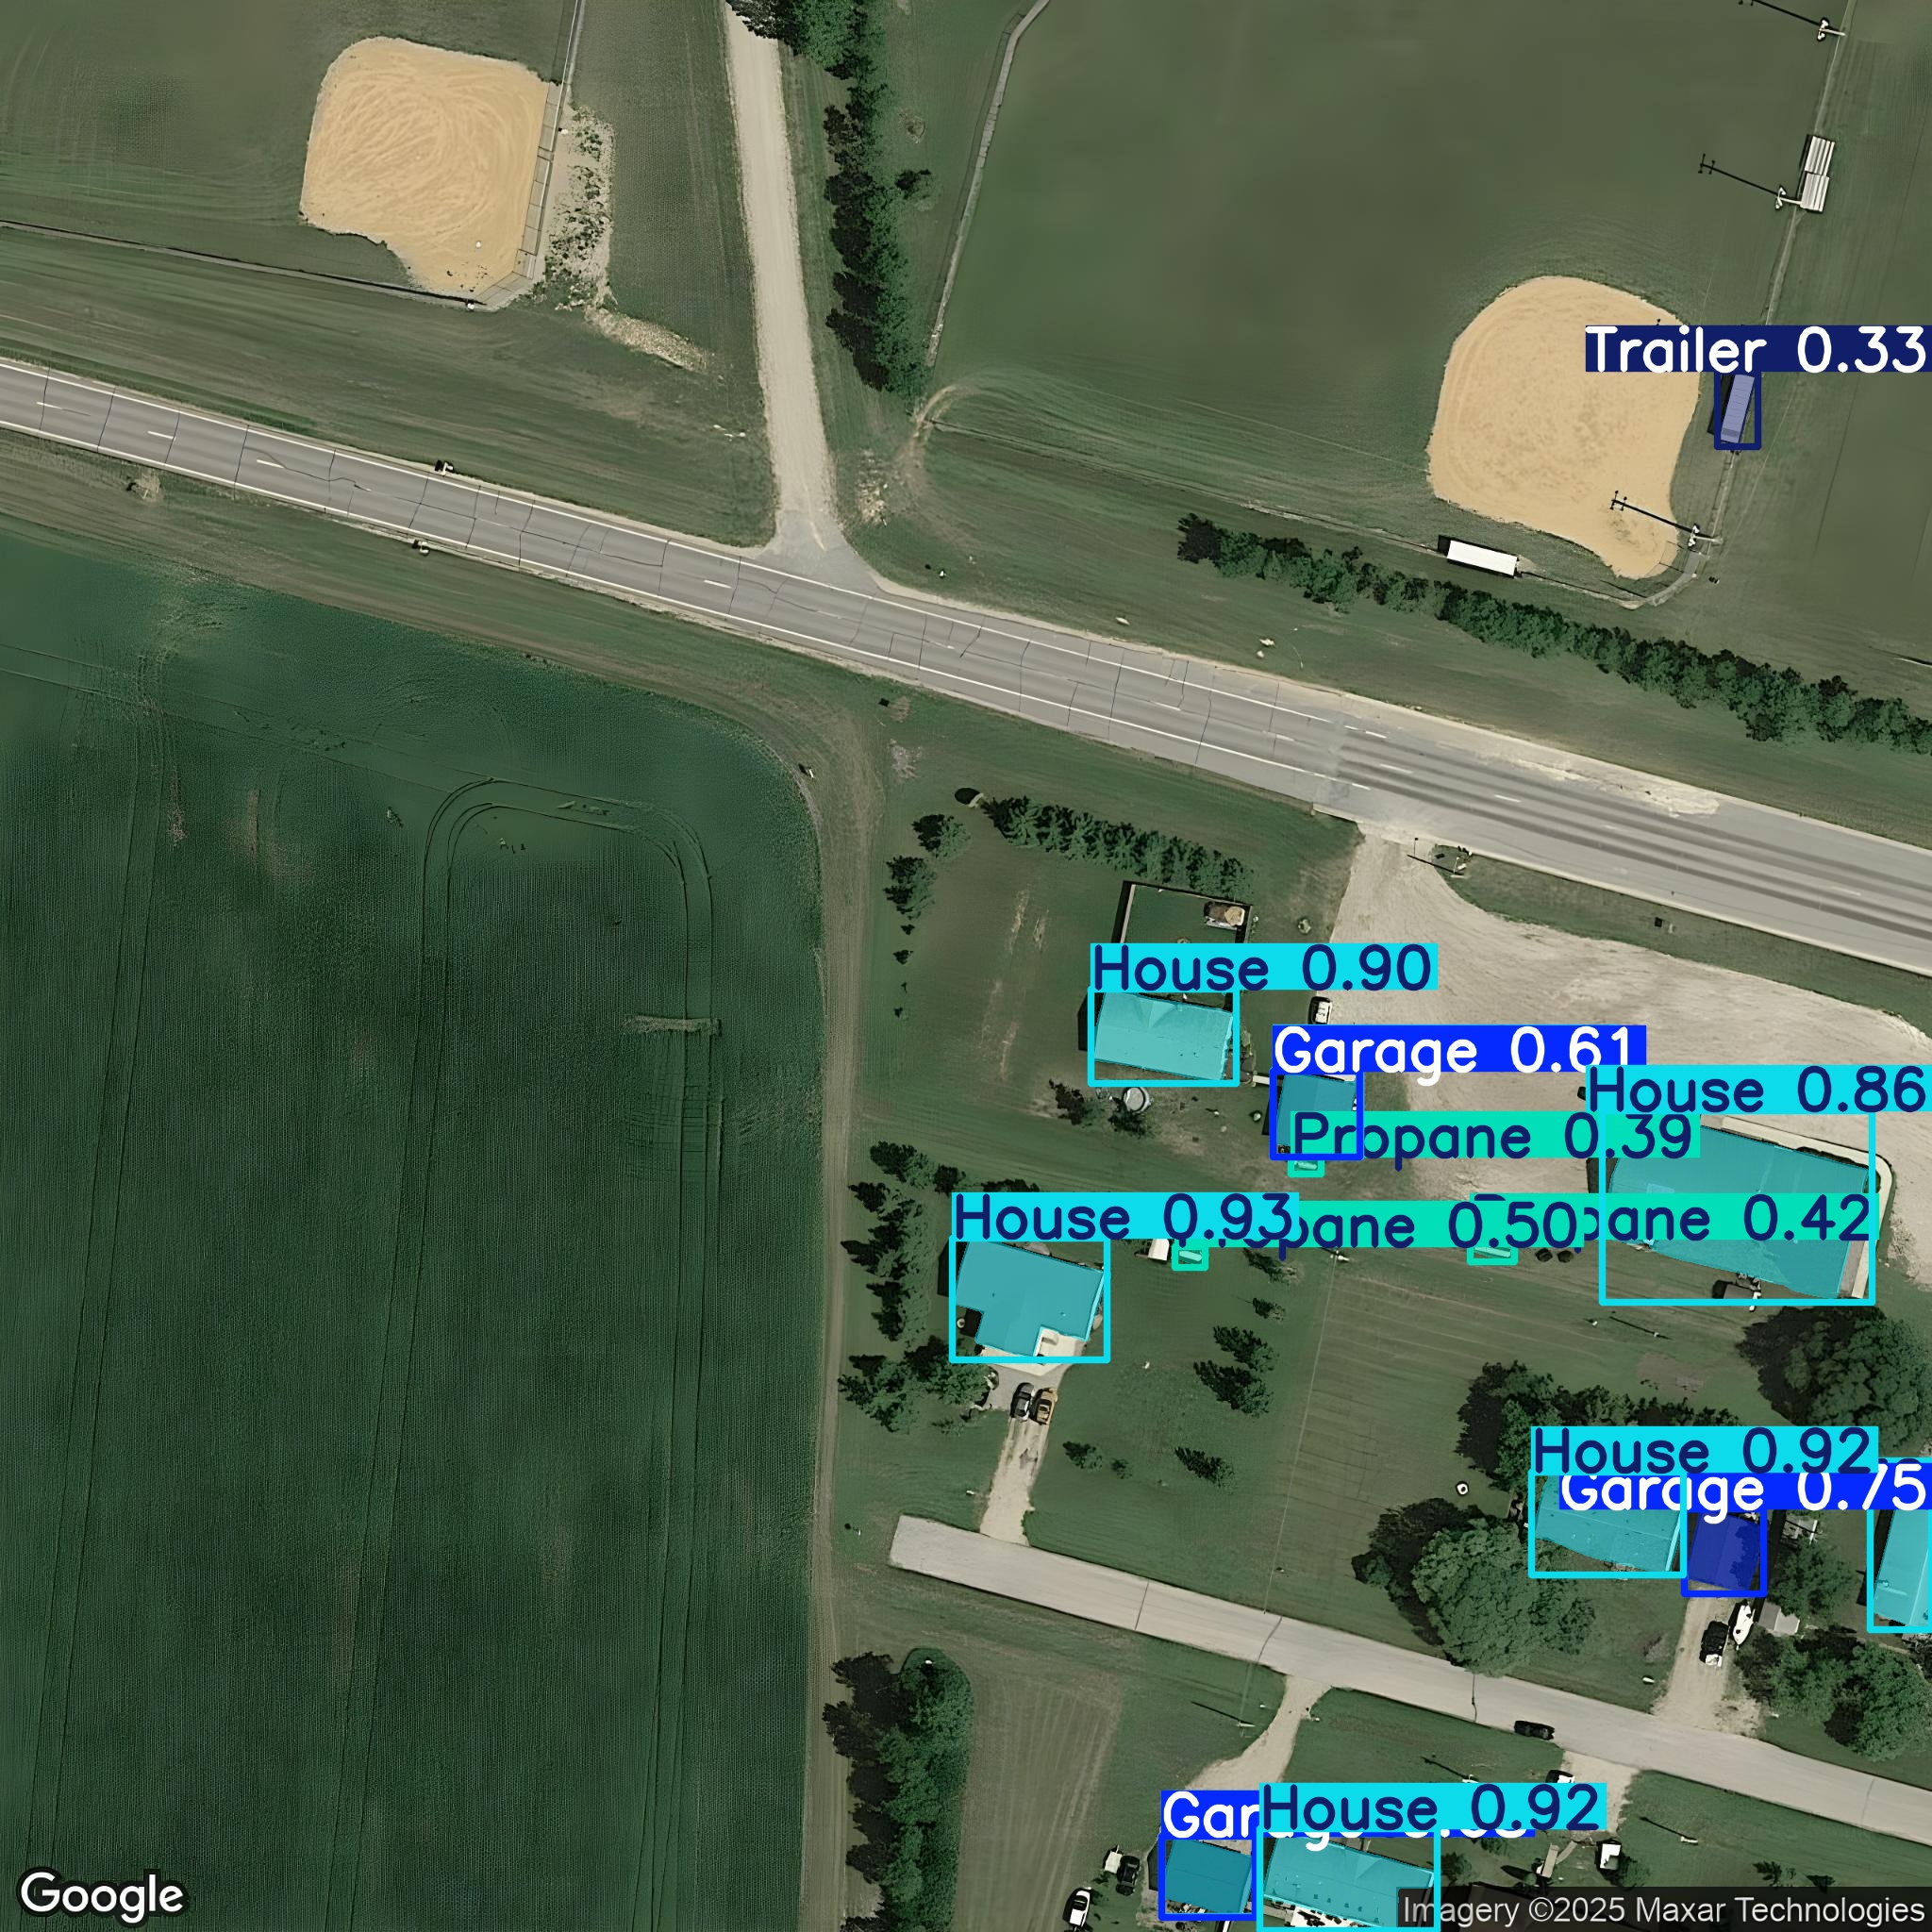 Trailer 0.33
House 0.90
Garage 0.61
House 0.86
Propane 0.39
House 0.93
pane 0.50
pane 0.42
House 0.92
Garage 0.75
House 0.92
Google
Imagery ©2025 Maxar Technologies